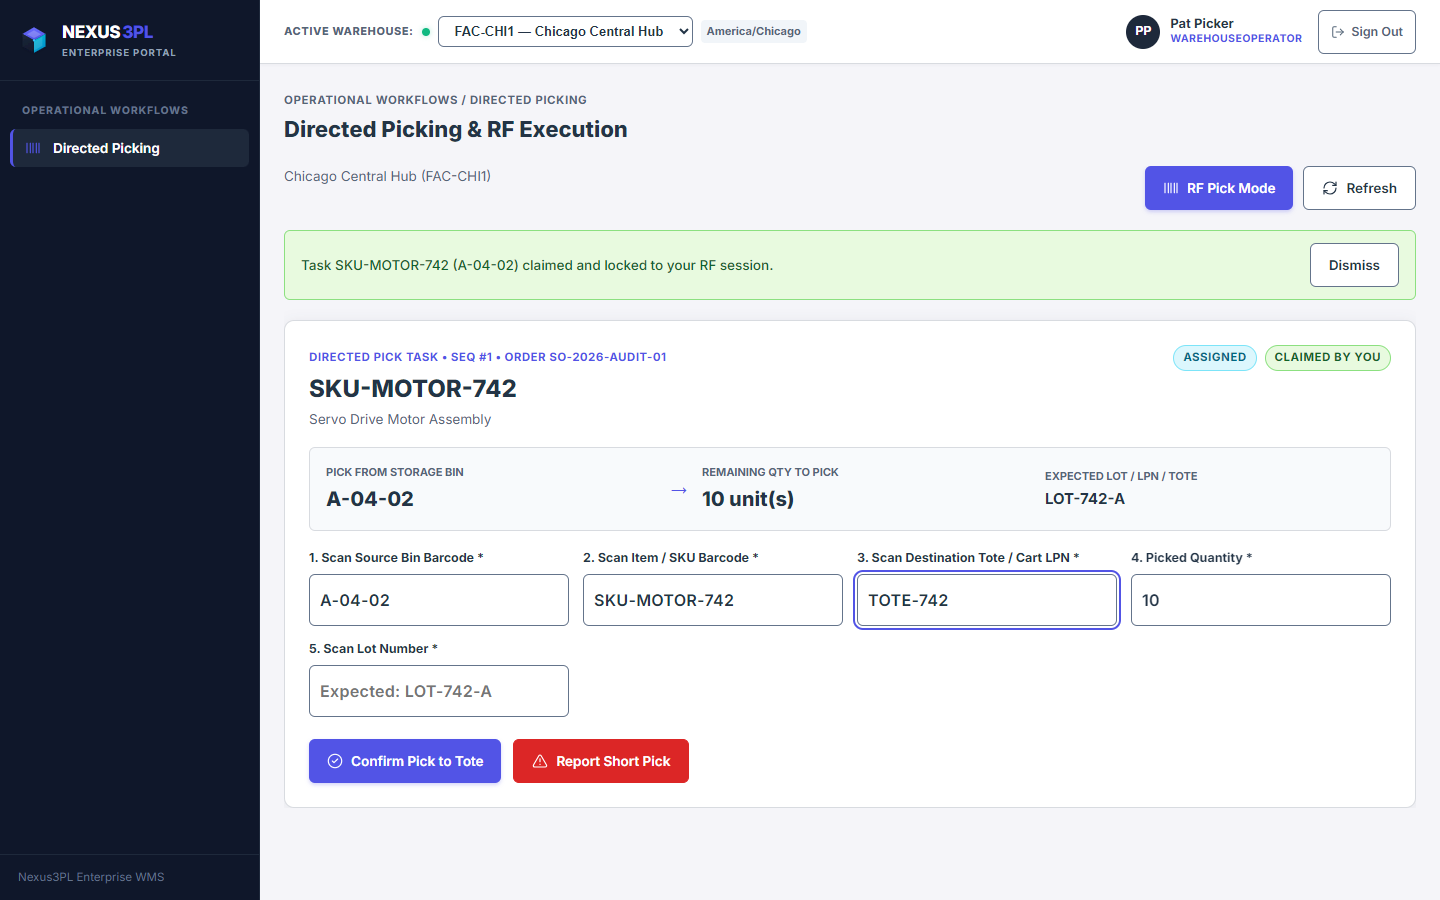 NEXUS3PL
ENTERPRISE PORTAL
OPERATIONAL WORKFLOWS
Directed Picking
Nexus3PL Enterprise WMS
ACTIVE WAREHOUSE:
FAC-CHI1 — Chicago Central Hub
America/Chicago
PP
Pat Picker
WAREHOUSEOPERATOR
Sign Out
OPERATIONAL WORKFLOWS / DIRECTED PICKING
Directed Picking & RF Execution
Chicago Central Hub (FAC-CHI1)
RF Pick Mode
Refresh
Task SKU-MOTOR-742 (A-04-02) claimed and locked to your RF session.
Dismiss
DIRECTED PICK TASK • SEQ #1 • ORDER SO-2026-AUDIT-01
ASSIGNED
CLAIMED BY YOU
SKU-MOTOR-742
Servo Drive Motor Assembly
PICK FROM STORAGE BIN
A-04-02
→
REMAINING QTY TO PICK
10 unit(s)
EXPECTED LOT / LPN / TOTE
LOT-742-A
1. Scan Source Bin Barcode *
A-04-02
2. Scan Item / SKU Barcode *
SKU-MOTOR-742
3. Scan Destination Tote / Cart LPN *
TOTE-742
4. Picked Quantity *
10
5. Scan Lot Number *
Expected: LOT-742-A
Confirm Pick to Tote
Report Short Pick